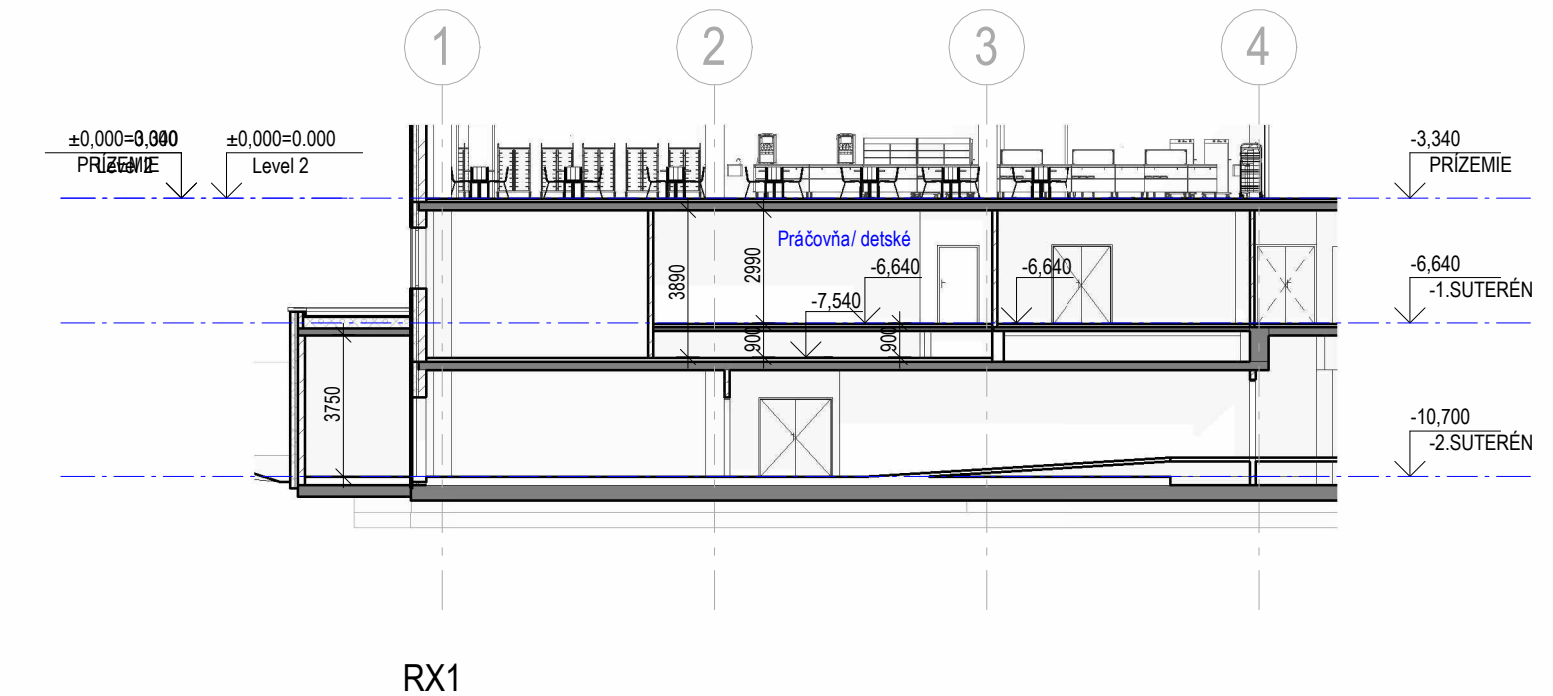 1
2
3
4
±0,000=0.000
Level 2
PRÍZEMIE
-3,340
PRÍZEMIE
Práčovňa/ detské
3890
2990
-6,640
-6,640
-7,540
-6,640
-1.SUTERÉN
900
900
3750
-10,700
-2.SUTERÉN
RX1